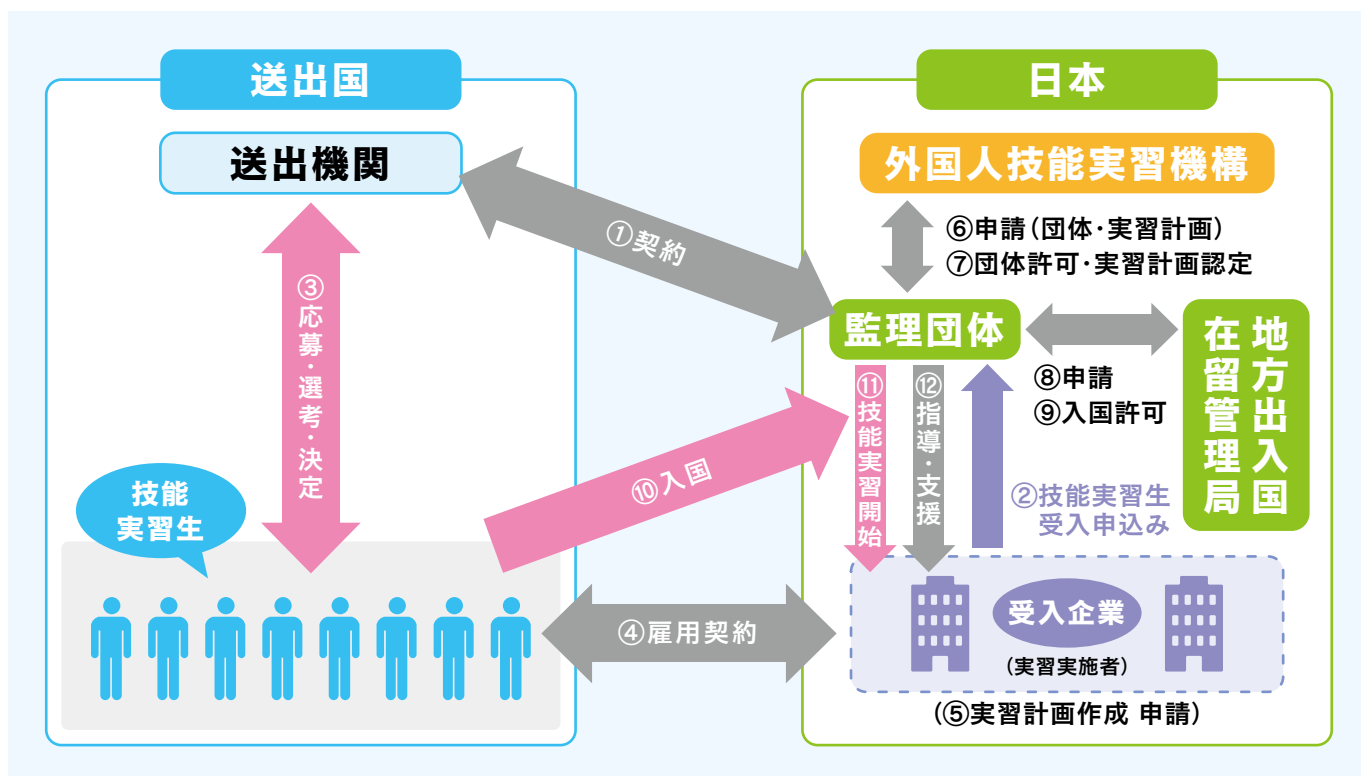 送出国
送出機関
①契約
③応募・選考・決定
技能
実習生
⑩入国
④雇用契約
日本
外国人技能実習機構
⑥申請(団体・実習計画)
⑦団体許可・実習計画認定
監理団体
地方出入国
在留管理局
⑧申請
⑨入国許可
⑪技能実習開始
⑫指導・支援
②技能実習生
受入申込み
受入企業
(実習実施者)
(⑤実習計画作成 申請)